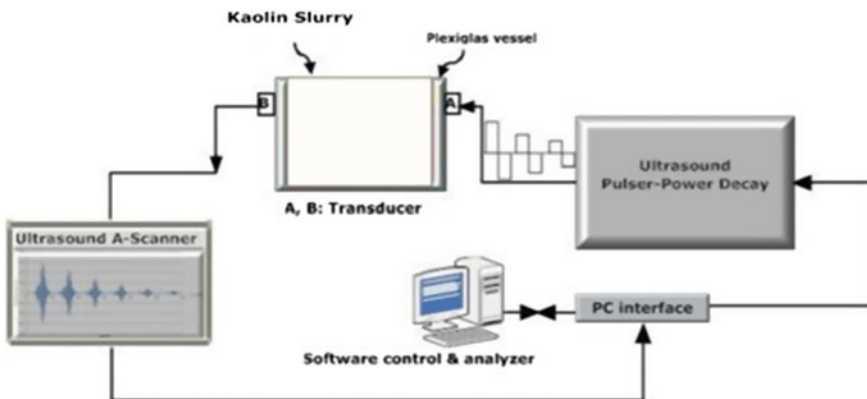 Kaolin Slurry
Plexiglas vessel
B
A
Ultrasound
Pulser-Power Decay
A, B: Transducer
Ultrasound A-Scanner
PC interface
Software control & analyzer